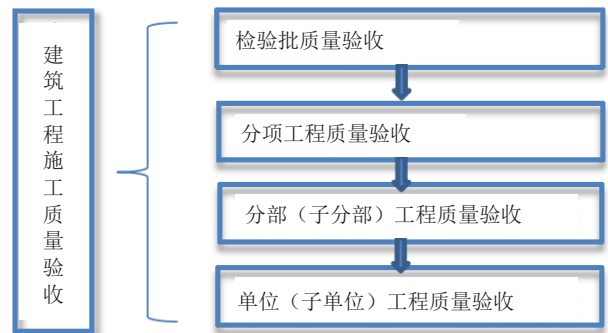 建筑工程施工质量验收
检验批质量验收
分项工程质量验收
分部（子分部）工程质量验收
单位（子单位）工程质量验收